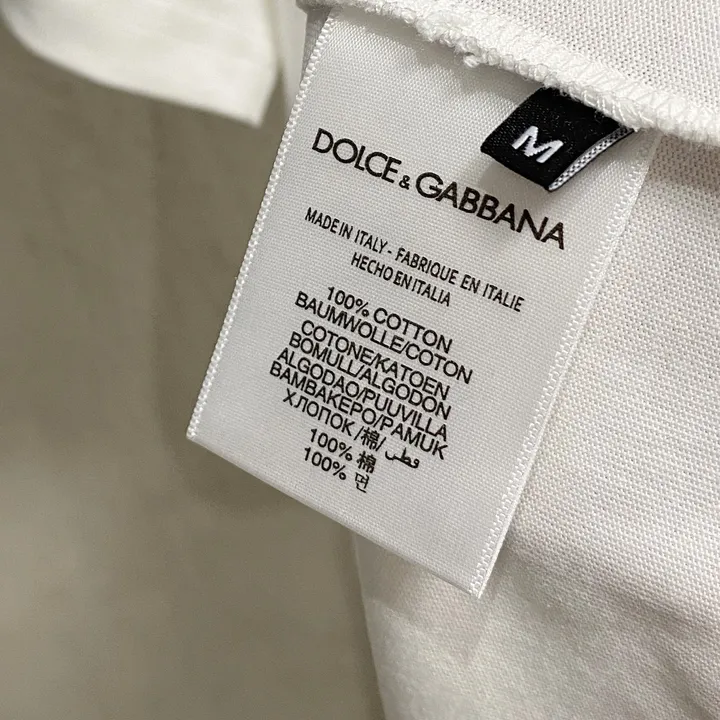 M
DOLCE & GABBANA
MADE IN ITALY - FABRIQUE EN ITALIE
HECHO EN ITALIA
100% COTTON
BAUMWOLLE/COTON
COTONE/KATOEN
BOMULL/ALGODON
ALGODAO/PUUVILLA
BAMBAKEPO/PAMUK
ХЛОПОК/棉/قطني
100% 棉
100% 면